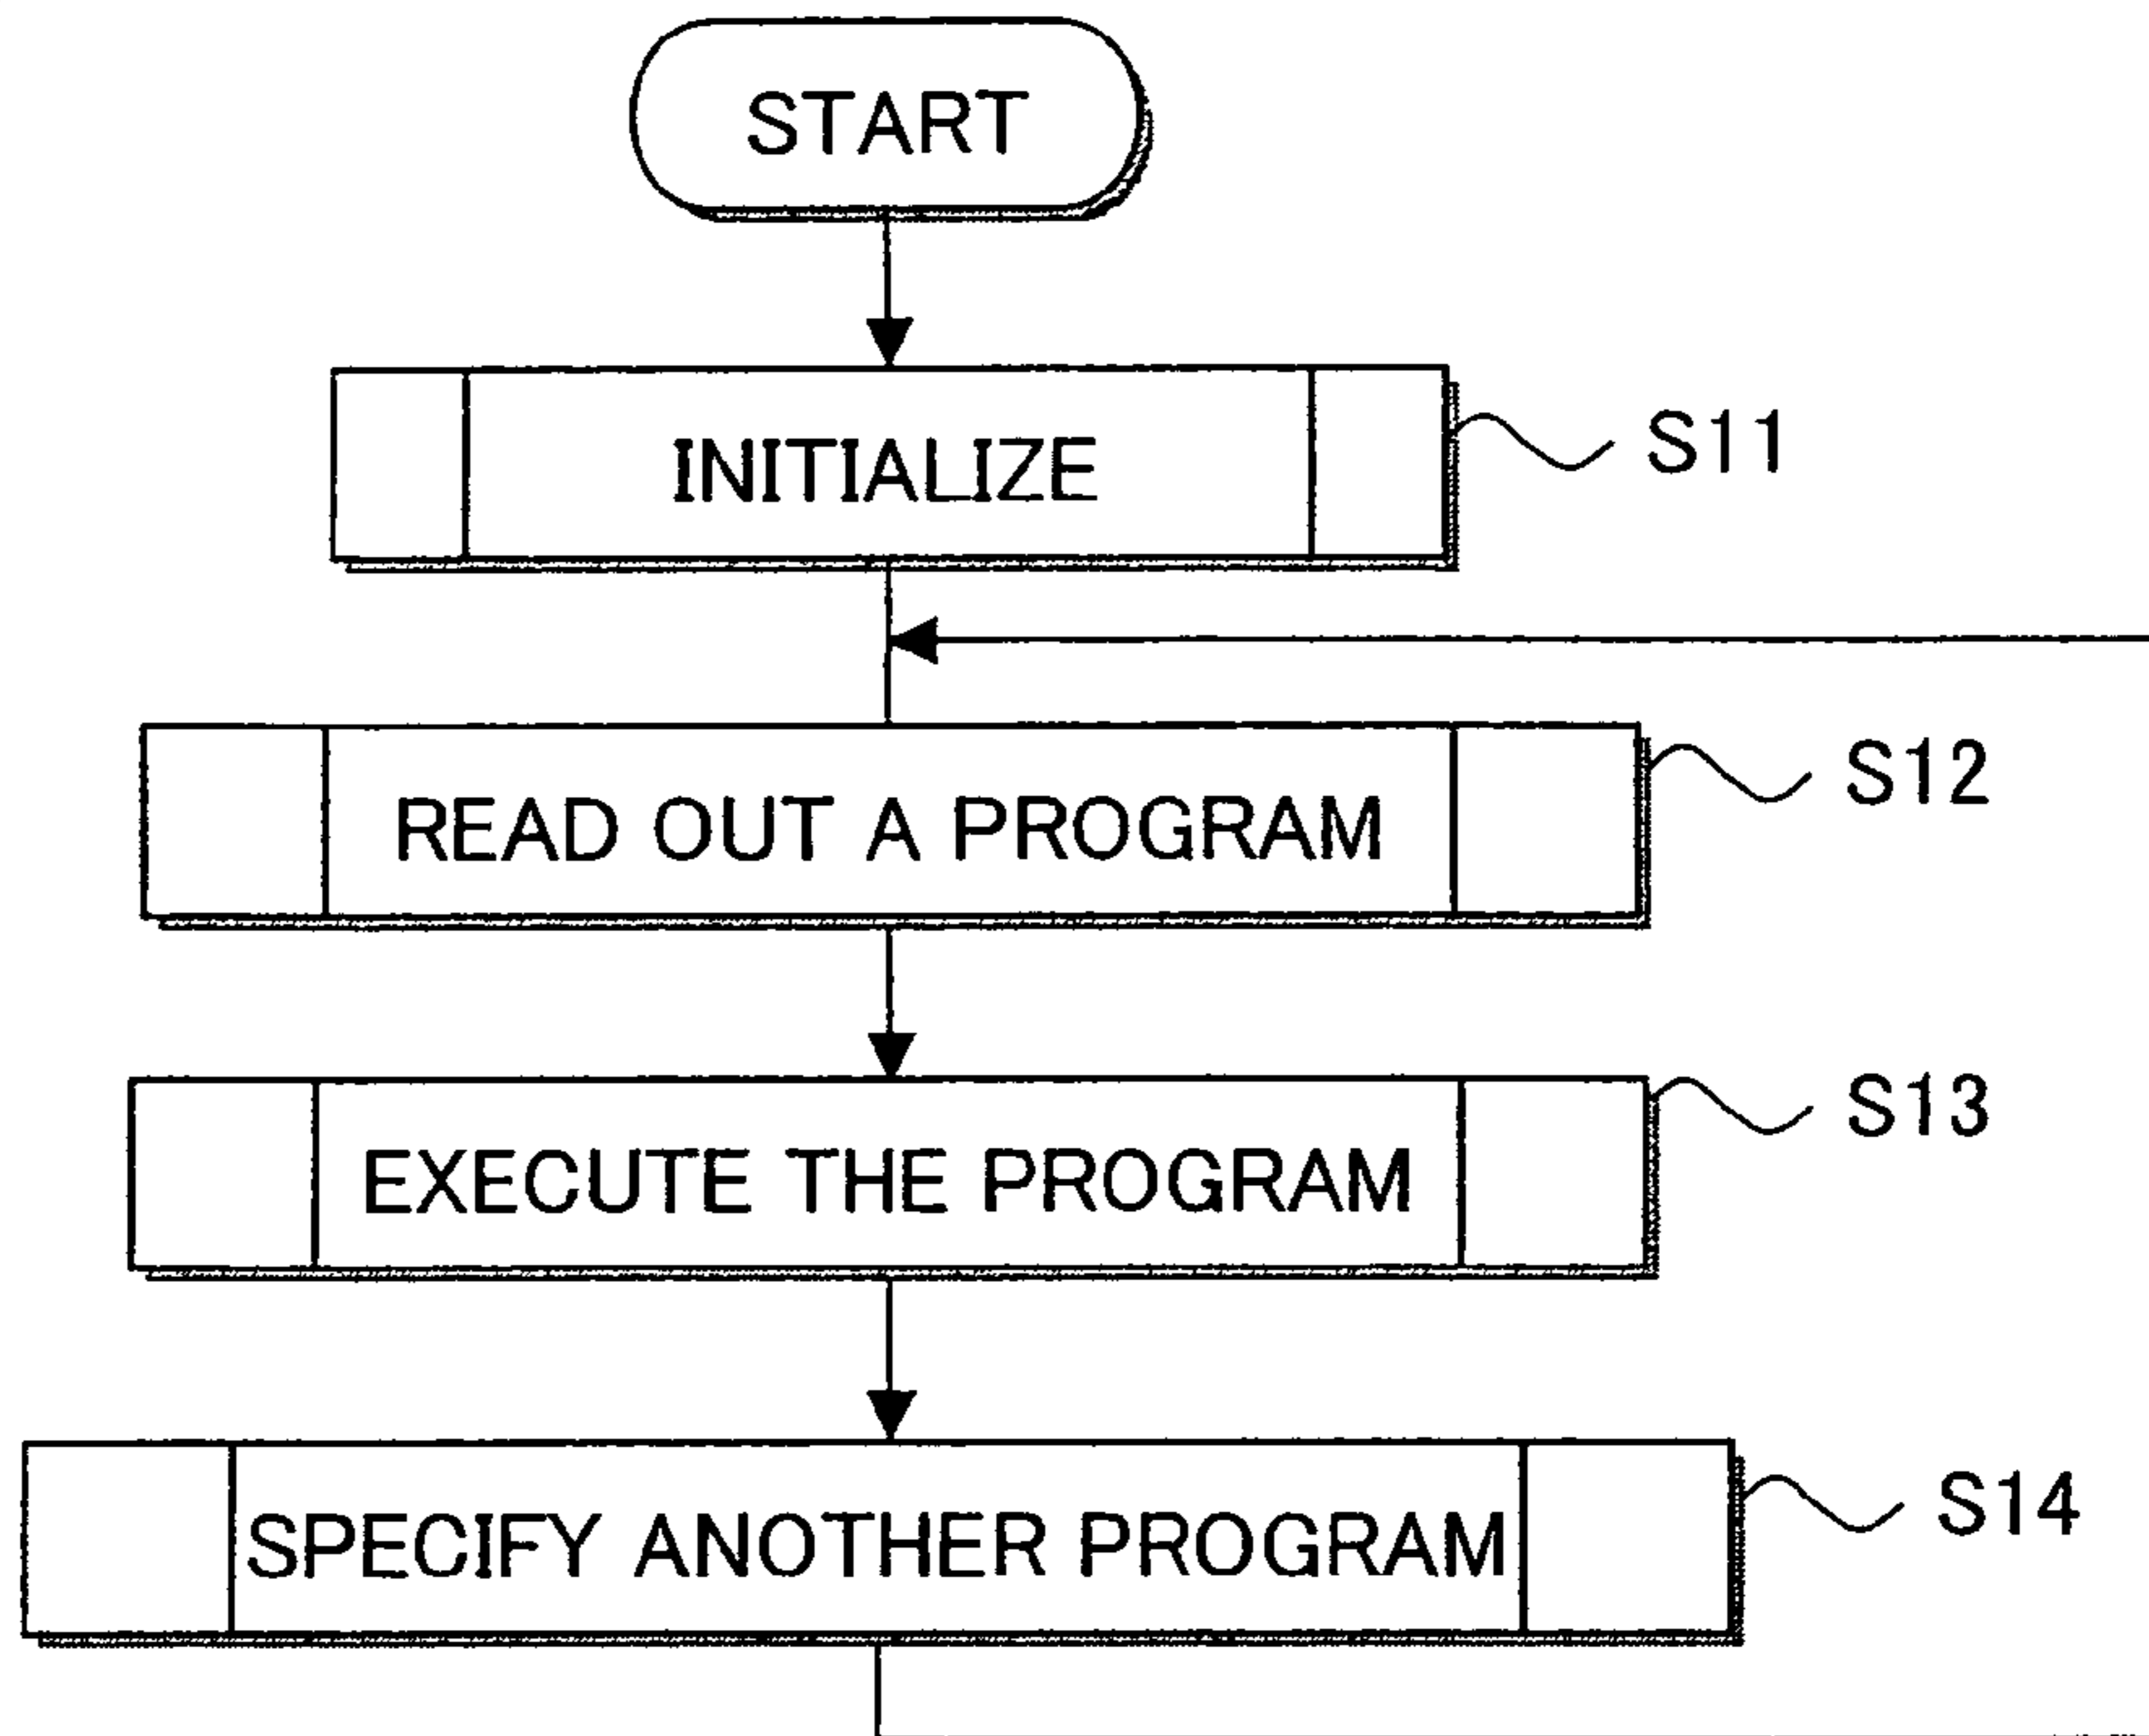 START
INITIALIZE
S11
READ OUT A PROGRAM
S12
EXECUTE THE PROGRAM
S13
SPECIFY ANOTHER PROGRAM
S14